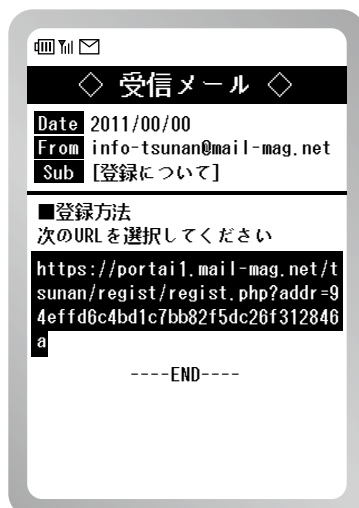 ◇ 受信メール ◇
Date 2011/00/00
From info-tsunan@mail-mag.net
Sub [登録について]
■登録方法
次のURLを選択してください
https://portai1.mail-mag.net/t
sunan/regist/regist.php?addr=9
4effd6c4bd1c7bb82f5dc26f312846
a
----END----